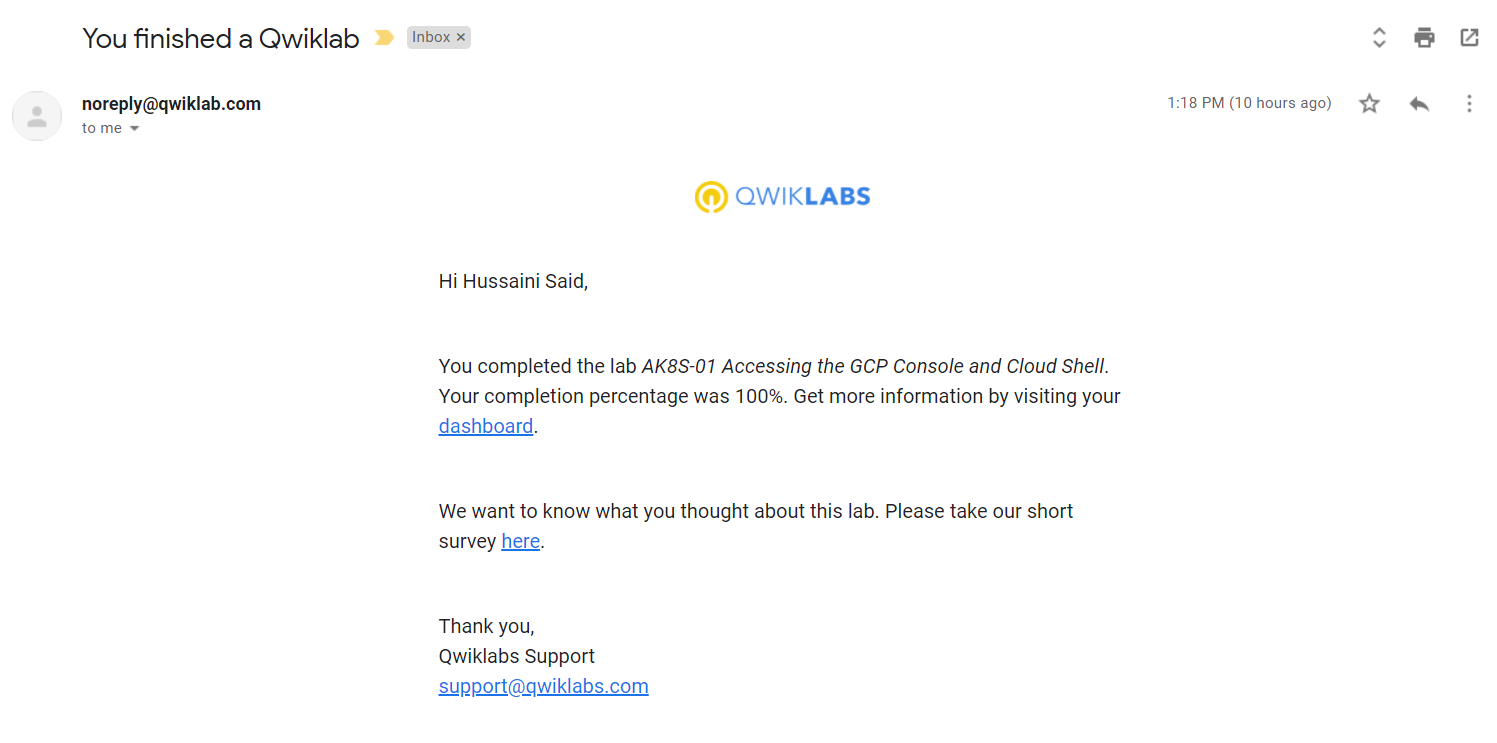 You finished a Qwiklab Inbox ×
noreply@qwiklab.com 1:18 PM (10 hours ago)
to me
QWIKLABS
Hi Hussaini Said,
You completed the lab AK8S-01 Accessing the GCP Console and Cloud Shell.
Your completion percentage was 100%. Get more information by visiting your
dashboard.
We want to know what you thought about this lab. Please take our short
survey here.
Thank you,
Qwiklabs Support
support@qwiklabs.com